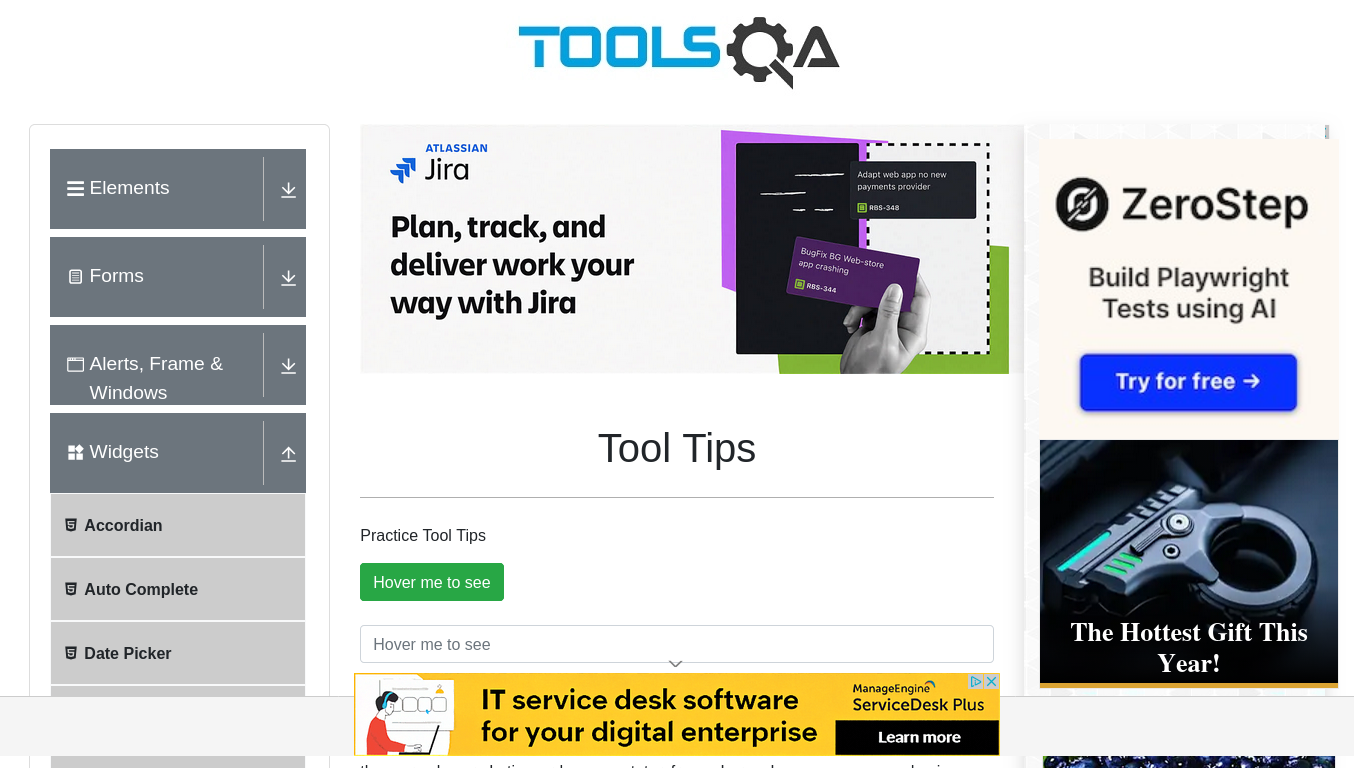 TOOLSQA
Elements
Forms
Alerts, Frame &
Windows
Widgets
Accordian
Auto Complete
Date Picker
ATLASSIAN
Jira
Plan, track, and
deliver work your
way with Jira
Adapt web app no new
payments provider
RBS-348
BugFix BG Web-store
app crashing
RBS-344
Tool Tips
Practice Tool Tips
Hover me to see
Hover me to see
ZeroStep
Build Playwright
Tests using AI
Try for free →
The Hottest Gift This
Year!
IT service desk software
for your digital enterprise
ManageEngine
ServiceDesk Plus
Learn more